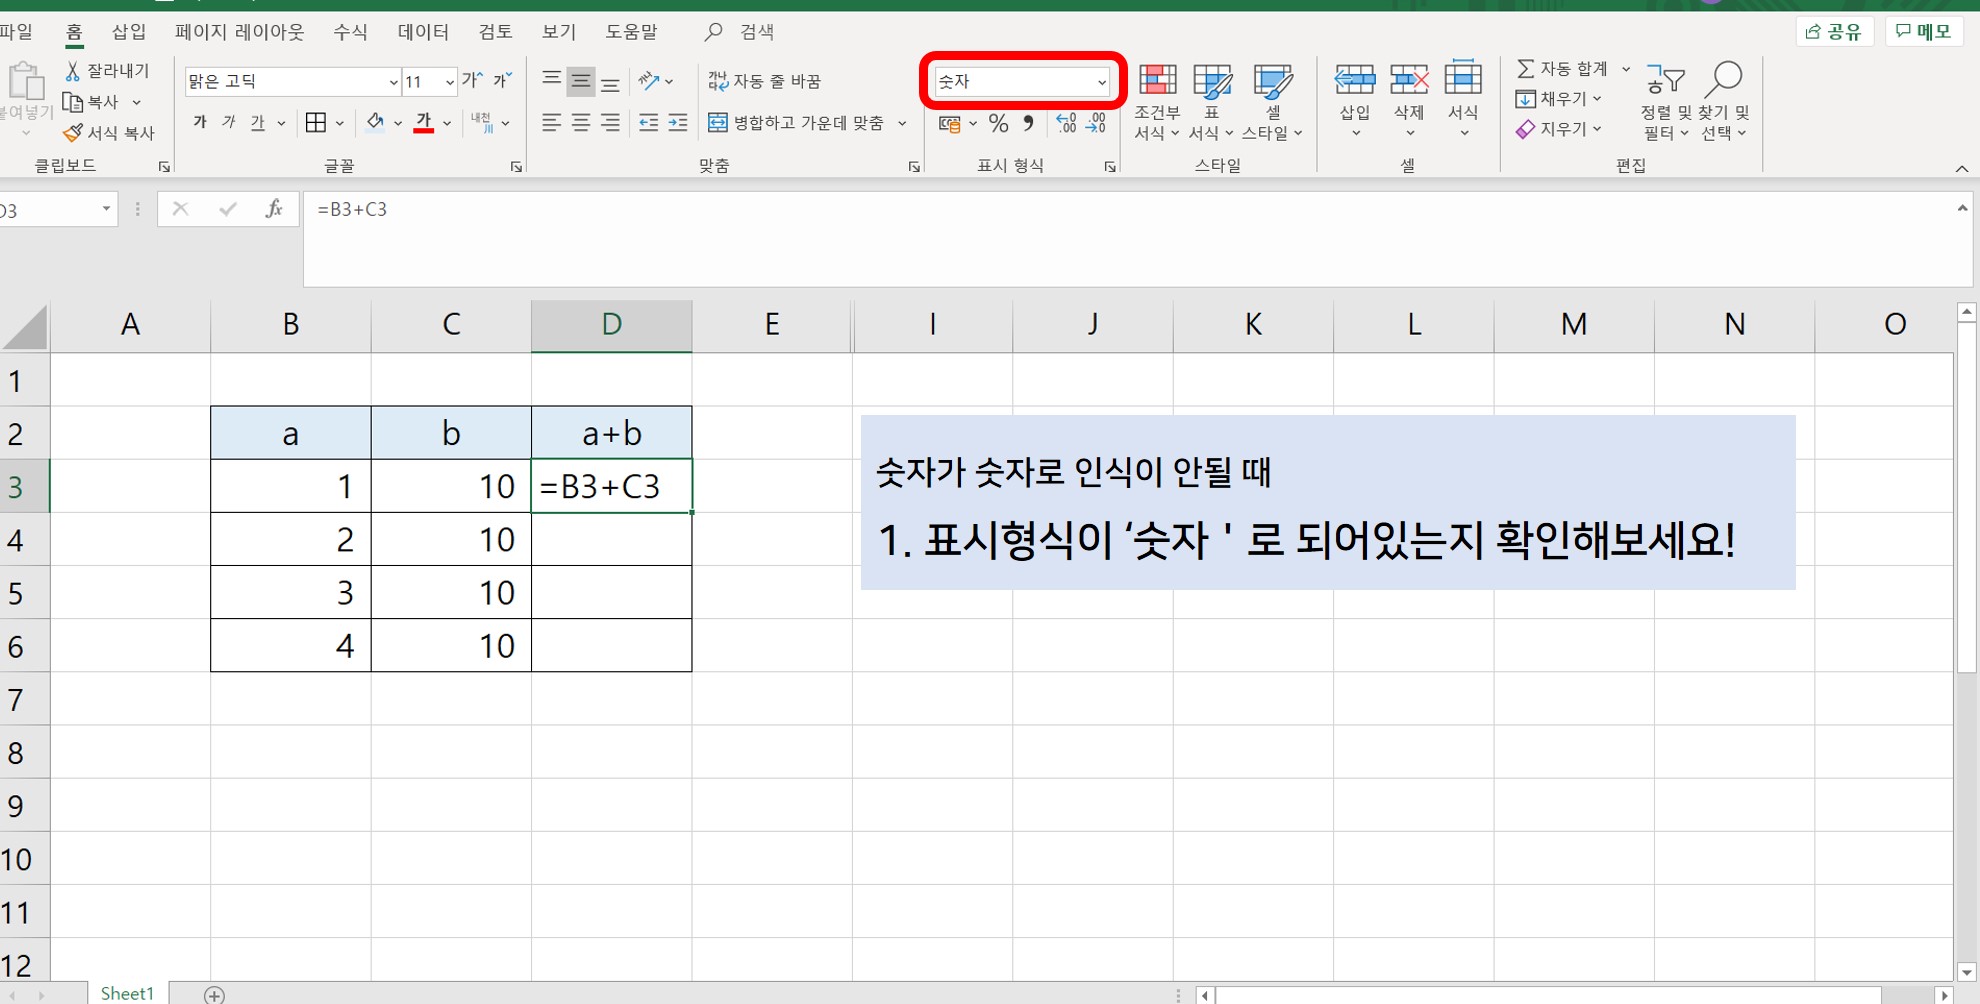 파일 홈 삽입 페이지 레이아웃 수식 데이터 검토 보기 도움말 검색 공유 메모
잘라내기
복사
서식 복사
붙여넣기
클립보드
맑은 고딕 11 가 가
가 가 가 가 내천
글꼴
가나다 자동 줄 바꿈
병합하고 가운데 맞춤
맞춤
숫자
% , .00 .00
표시 형식
조건부 서식
표 서식
셀 스타일
스타일
삽입 삭제 서식
셀
자동 합계
채우기
지우기
정렬 및 필터
찾기 및 선택
편집
D3 fx =B3+C3
A B C D E I J K L M N O
1
2 a b a+b
3 1 10 =B3+C3
4 2 10
5 3 10
6 4 10
7
8
9
10
11
12
숫자가 숫자로 인식이 안될 때
1. 표시형식이 ‘숫자 ' 로 되어있는지 확인해보세요!
Sheet1